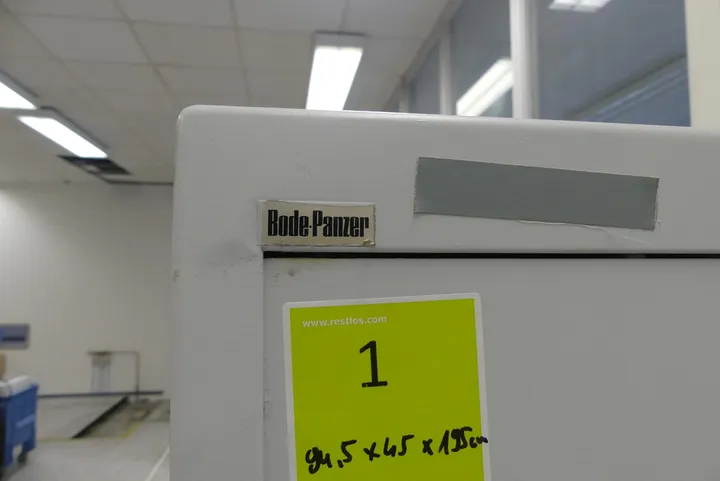 Bode-Panzer
www.restlos.com
1
94,5 x 45 x 195cm